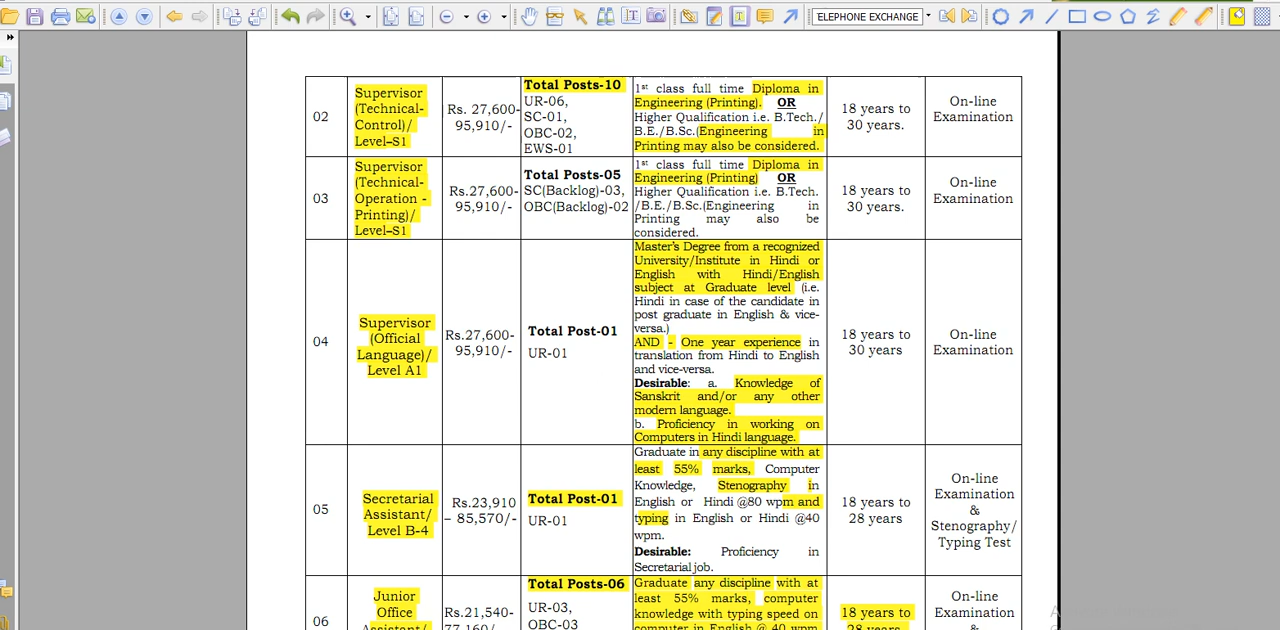 ELEPHONE EXCHANGE
02
Supervisor
(Technical-
Control)/
Level–S1
Rs. 27,600-
95,910/-
Total Posts-10
UR-06,
SC-01,
OBC-02,
EWS-01
1st class full time Diploma in
Engineering (Printing). OR
Higher Qualification i.e. B.Tech./
B.E./B.Sc.(Engineering in
Printing may also be considered.
18 years to
30 years.
On-line
Examination
03
Supervisor
(Technical-
Operation -
Printing)/
Level–S1
Rs.27,600-
95,910/-
Total Posts-05
SC(Backlog)-03,
OBC(Backlog)-02
1st class full time Diploma in
Engineering (Printing) OR
Higher Qualification i.e. B.Tech.
/B.E./B.Sc.(Engineering in
Printing may also be
considered.
18 years to
30 years.
On-line
Examination
04
Supervisor
(Official
Language)/
Level A1
Rs.27,600-
95,910/-
Total Post-01
UR-01
Master's Degree from a recognized
University/Institute in Hindi or
English with Hindi/English
subject at Graduate level (i.e.
Hindi in case of the candidate in
post graduate in English & vice-
versa.)
AND - One year experience in
translation from Hindi to English
and vice-versa.
Desirable: a. Knowledge of
Sanskrit and/or any other
modern language.
b. Proficiency in working on
Computers in Hindi language.
18 years to
30 years
On-line
Examination
05
Secretarial
Assistant/
Level B-4
Rs.23,910
– 85,570/-
Total Post-01
UR-01
Graduate in any discipline with at
least 55% marks, Computer
Knowledge, Stenography in
English or Hindi @80 wpm and
typing in English or Hindi @40
wpm.
Desirable: Proficiency in
Secretarial job.
18 years to
28 years
On-line
Examination
&
Stenography/
Typing Test
06
Junior
Office
Assistant/
Rs.21,540-
77,160/-
Total Posts-06
UR-03,
OBC-03
Graduate any discipline with at
least 55% marks, computer
knowledge with typing speed on
computer in English @ 40 wpm
18 years to
28 years
On-line
Examination
&